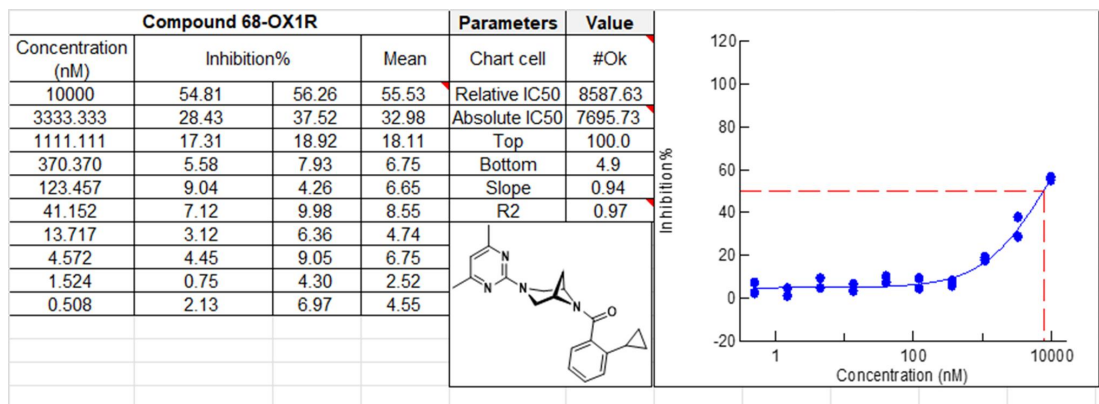 Compound 68-OX1R Parameters Value
Concentration (nM) Inhibition% Mean Chart cell #Ok
10000 54.81 56.26 55.53 Relative IC50 8587.63
3333.333 28.43 37.52 32.98 Absolute IC50 7695.73
1111.111 17.31 18.92 18.11 Top 100.0
370.370 5.58 7.93 6.75 Bottom 4.9
123.457 9.04 4.26 6.65 Slope 0.94
41.152 7.12 9.98 8.55 R2 0.97
13.717 3.12 6.36 4.74
4.572 4.45 9.05 6.75
1.524 0.75 4.30 2.52
0.508 2.13 6.97 4.55
N
N
N
N
O
120
100
80
60
40
20
0
-20
Inhibition%
1 100 10000
Concentration (nM)